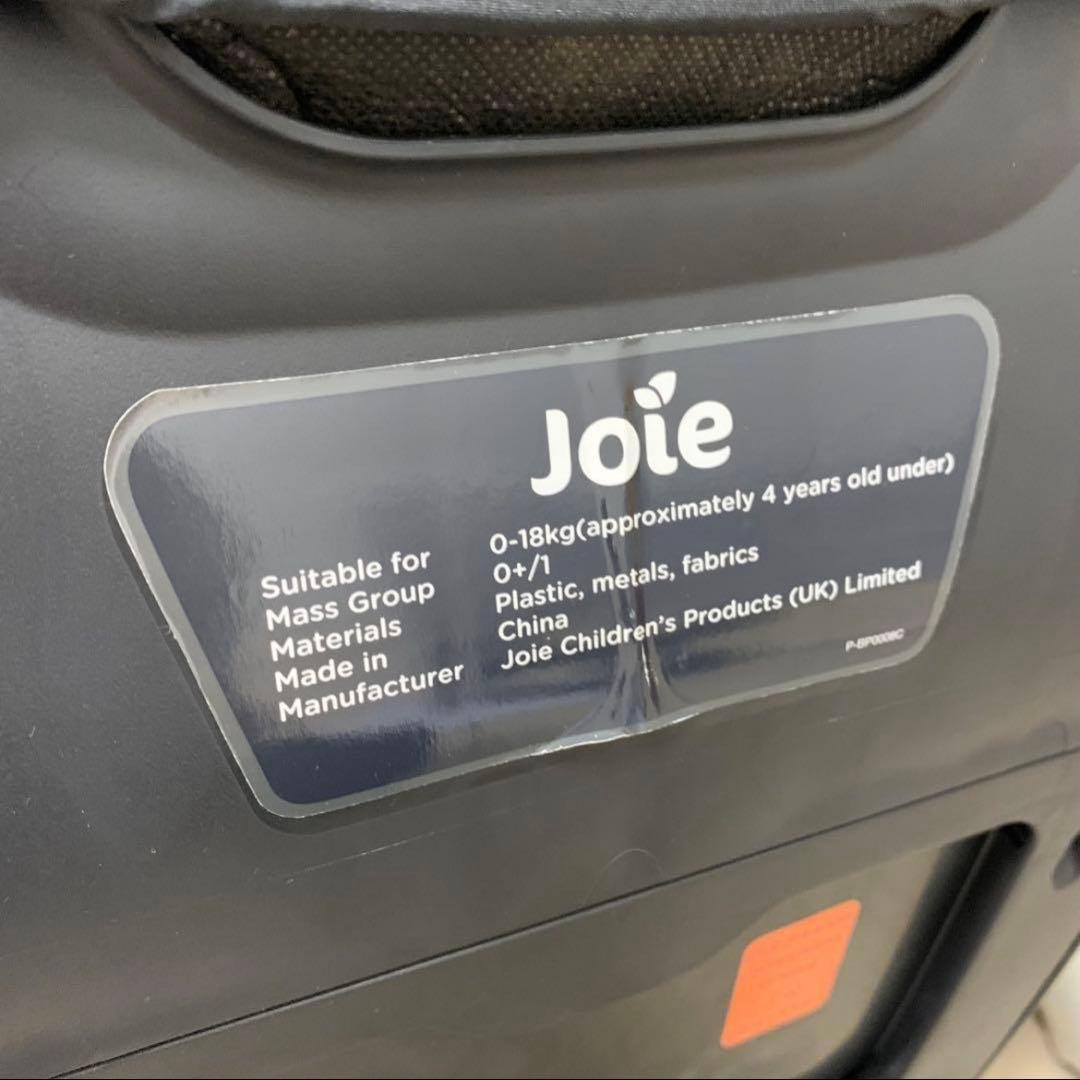 Joie
Suitable for 0-18kg(approximately 4 years old under)
Mass Group 0+/1
Materials Plastic, metals, fabrics
Made in China
Manufacturer Joie Children's Products (UK) Limited
P-BP0008C